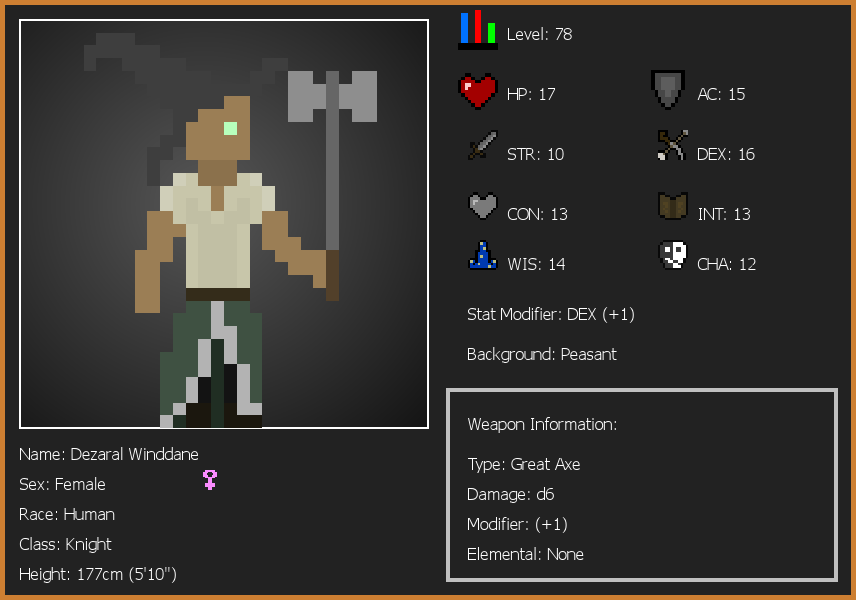 Level: 78
HP: 17
AC: 15
STR: 10
DEX: 16
CON: 13
INT: 13
WIS: 14
CHA: 12
Stat Modifier: DEX (+1)
Background: Peasant
Weapon Information:
Type: Great Axe
Damage: d6
Modifier: (+1)
Elemental: None
Name: Dezaral Winddane
Sex: Female
Race: Human
Class: Knight
Height: 177cm (5'10")